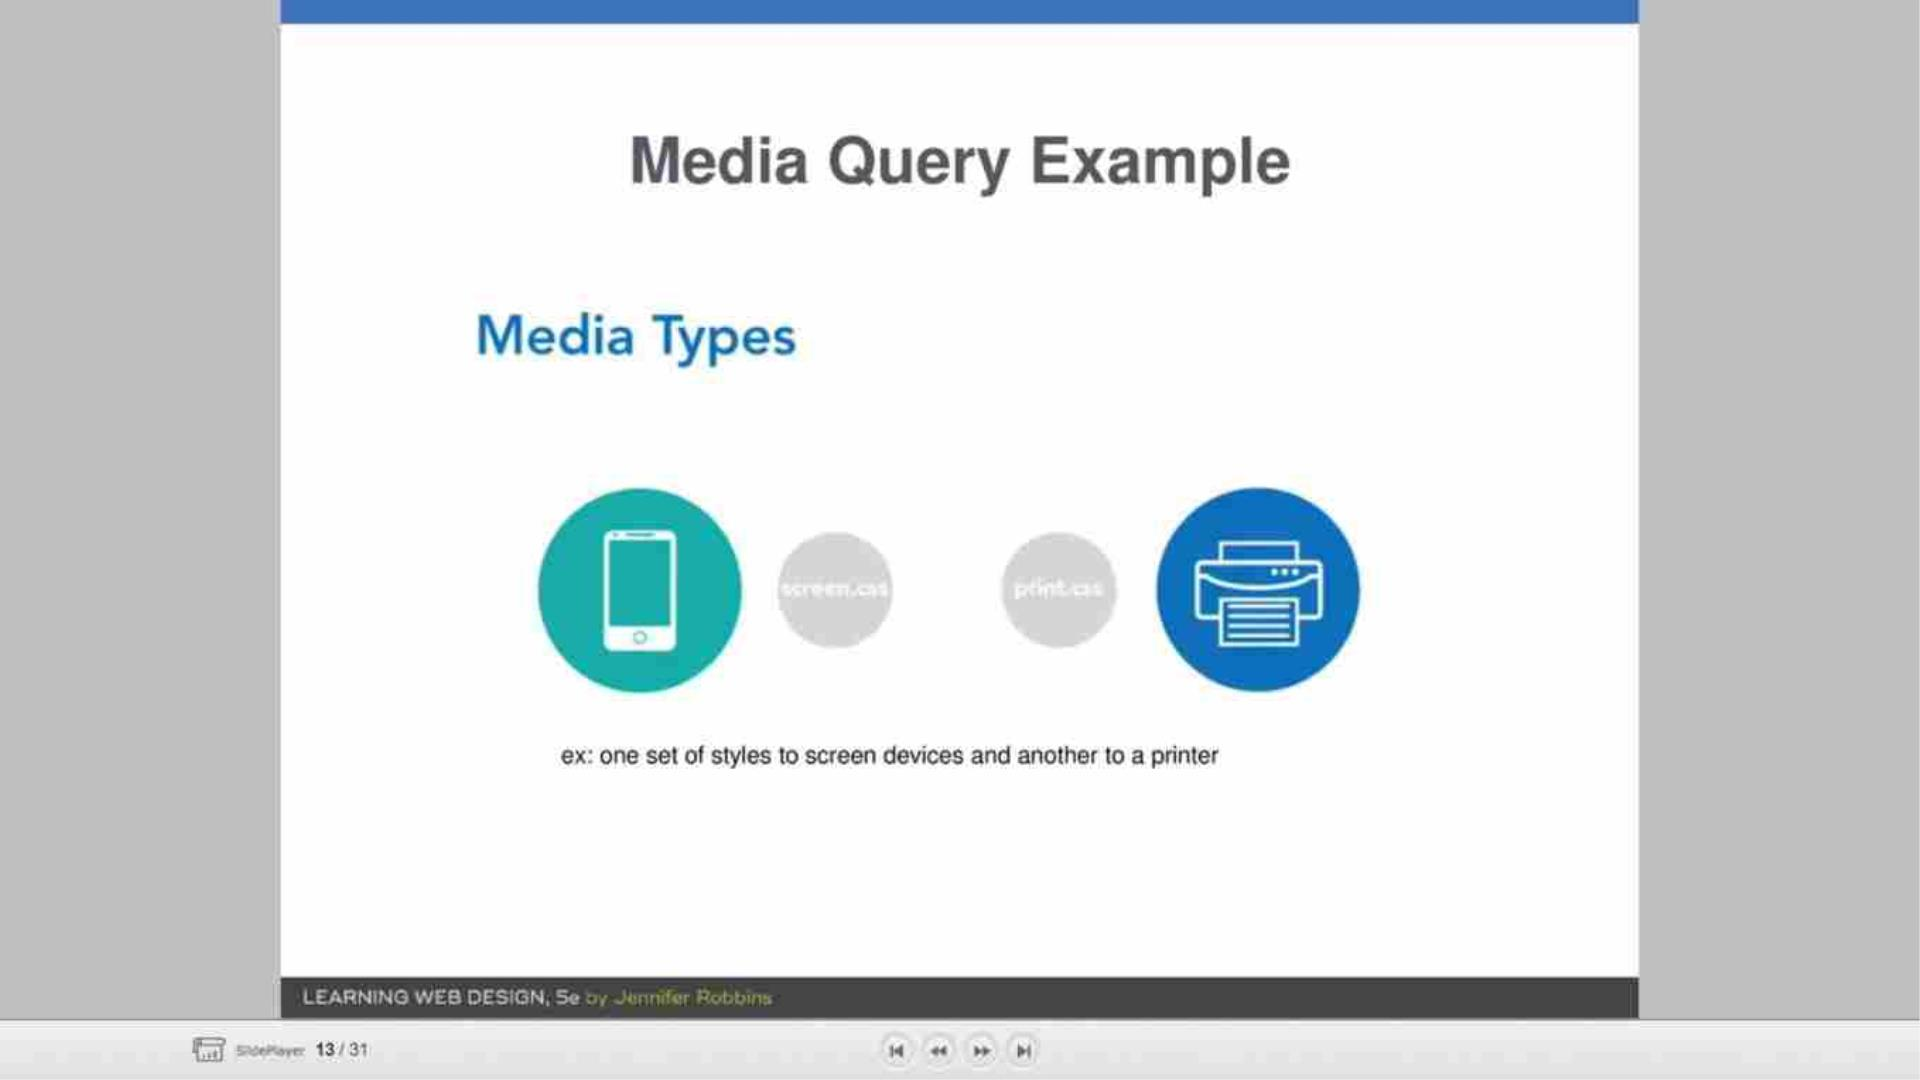 Media Query Example
Media Types
screen.css
print.css
ex: one set of styles to screen devices and another to a printer
LEARNING WEB DESIGN, 5e by Jennifer Robbins
SlidePlayer 13 / 31